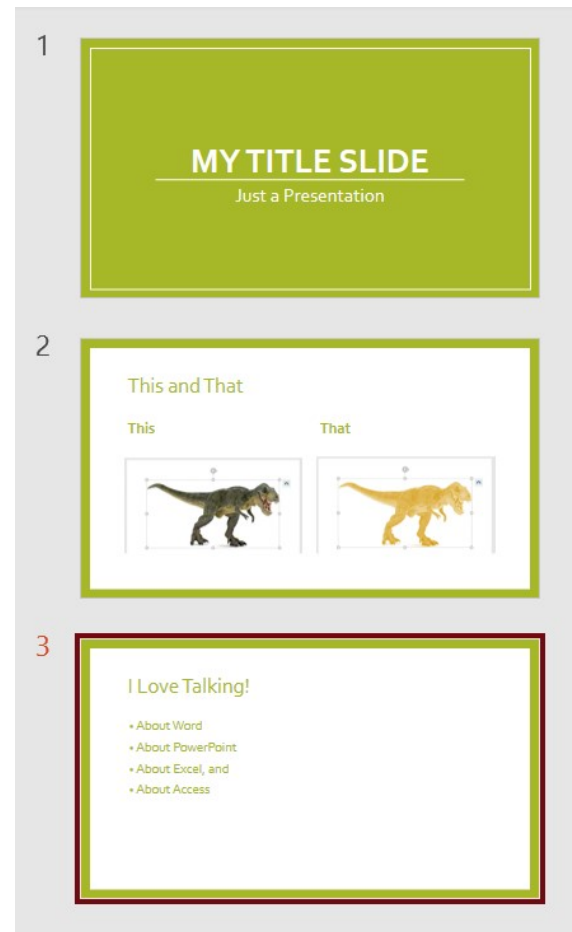 1
MY TITLE SLIDE
Just a Presentation
2
This and That
This That
3
I Love Talking!
• About Word
• About PowerPoint
• About Excel, and
• About Access